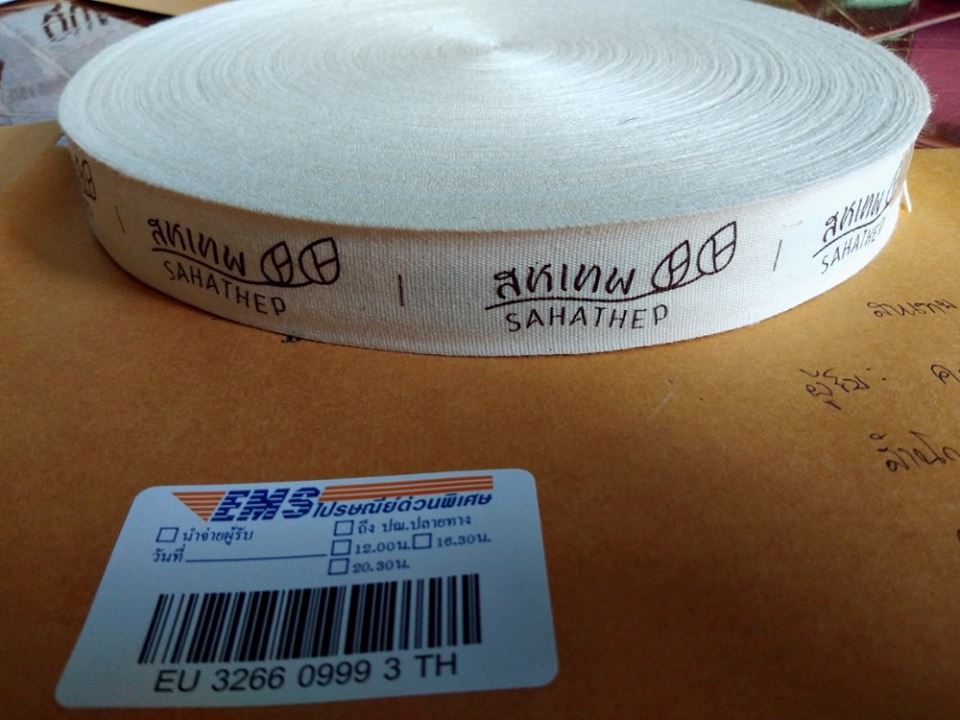 สหเทพ
SAHATHEP
สหเทพ
SAHATHEP
สหเทพ
SAHATHEP
ผู้รับ:
EMS ไปรษณีย์ด่วนพิเศษ
นำจ่ายผู้รับ
ถึง ปณ.ปลายทาง
วันที่
12.00น. 16.30น.
20.30น.
EU 3266 0999 3 TH